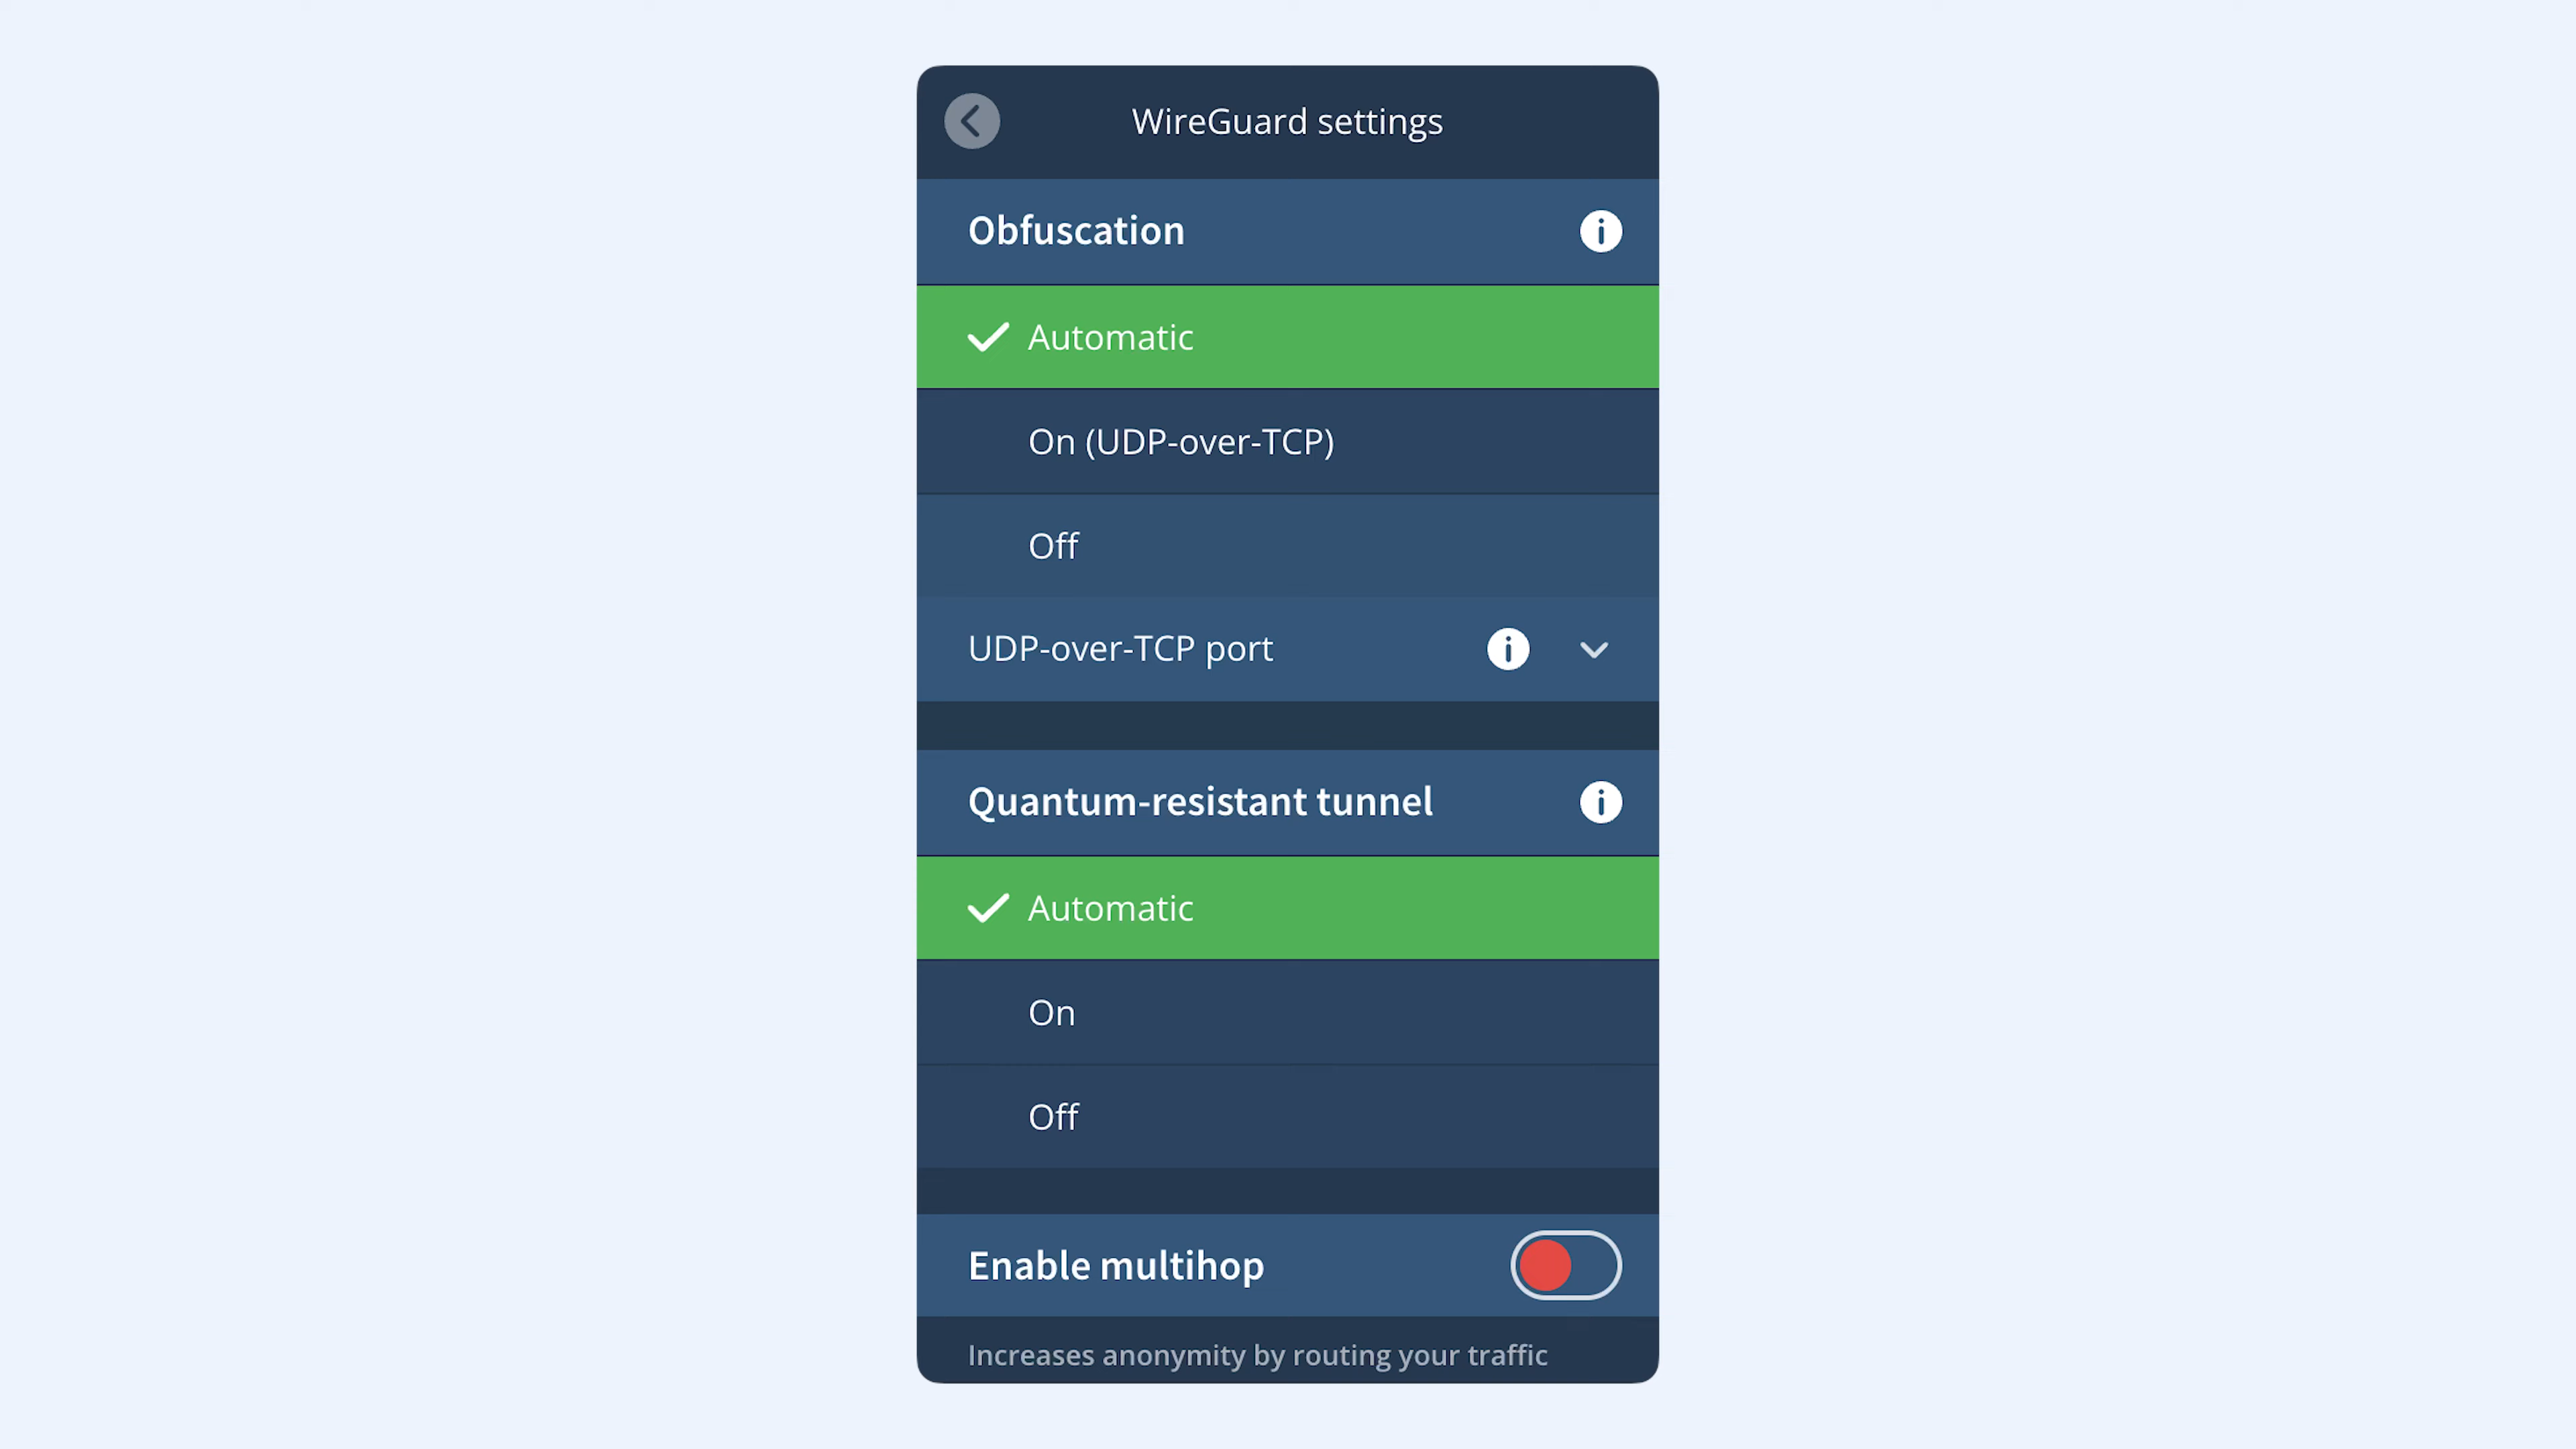 WireGuard settings
Obfuscation
Automatic
On (UDP-over-TCP)
Off
UDP-over-TCP port
Quantum-resistant tunnel
Automatic
On
Off
Enable multihop
Increases anonymity by routing your traffic